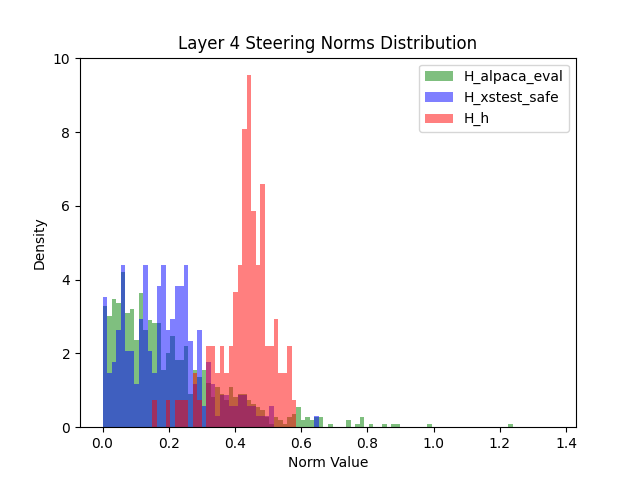 Layer 4 Steering Norms Distribution
H_alpaca_eval
H_xstest_safe
H_h
Density
10
8
6
4
2
0
0.0 0.2 0.4 0.6 0.8 1.0 1.2 1.4
Norm Value